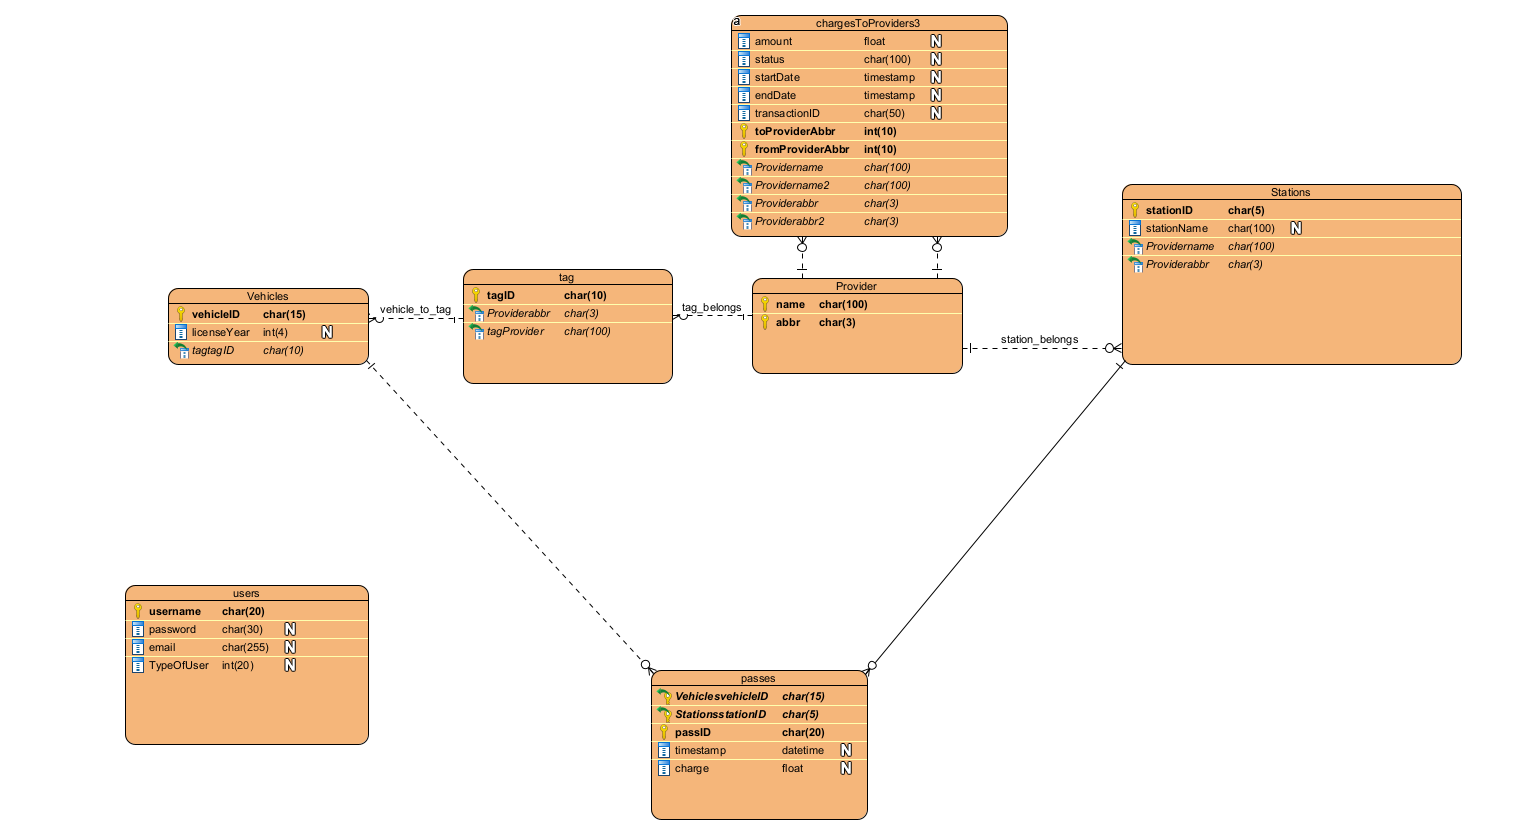 a
chargesToProviders3
amount float N
status char(100) N
startDate timestamp N
endDate timestamp N
transactionID char(50) N
toProviderAbbr int(10)
fromProviderAbbr int(10)
Providername char(100)
Providername2 char(100)
Providerabbr char(3)
Providerabbr2 char(3)
Stations
stationID char(5)
stationName char(100) N
Providername char(100)
Providerabbr char(3)
tag
tagID char(10)
Providerabbr char(3)
tagProvider char(100)
Provider
name char(100)
abbr char(3)
Vehicles
vehicleID char(15)
licenseYear int(4) N
tagtagID char(10)
vehicle_to_tag
tag_belongs
station_belongs
users
username char(20)
password char(30) N
email char(255) N
TypeOfUser int(20) N
passes
VehiclesvehicleID char(15)
StationsstationID char(5)
passID char(20)
timestamp datetime N
charge float N